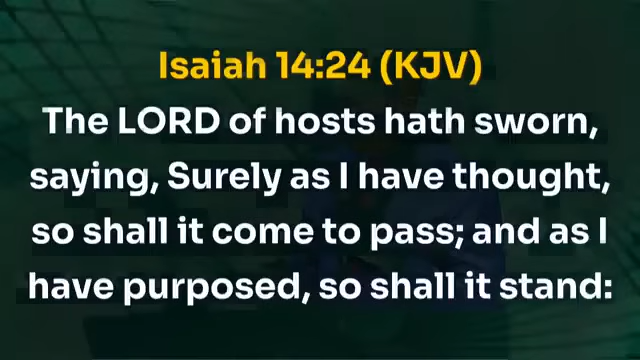 Isaiah 14:24 (KJV)
The LORD of hosts hath sworn,
saying, Surely as I have thought,
so shall it come to pass; and as I
have purposed, so shall it stand: